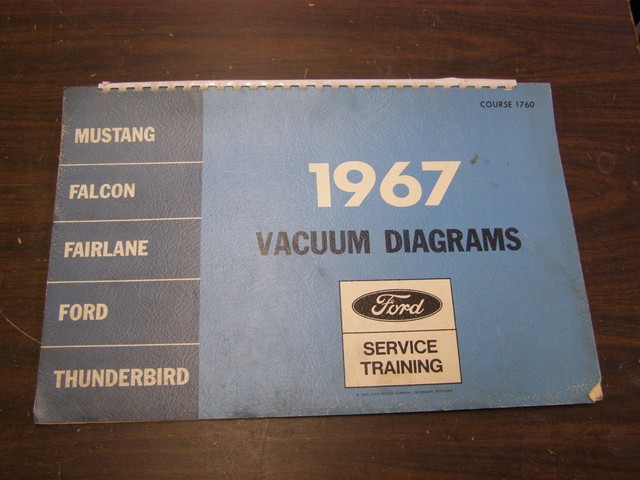 COURSE 1760
MUSTANG
FALCON
FAIRLANE
FORD
THUNDERBIRD
1967
VACUUM DIAGRAMS
Ford
SERVICE
TRAINING